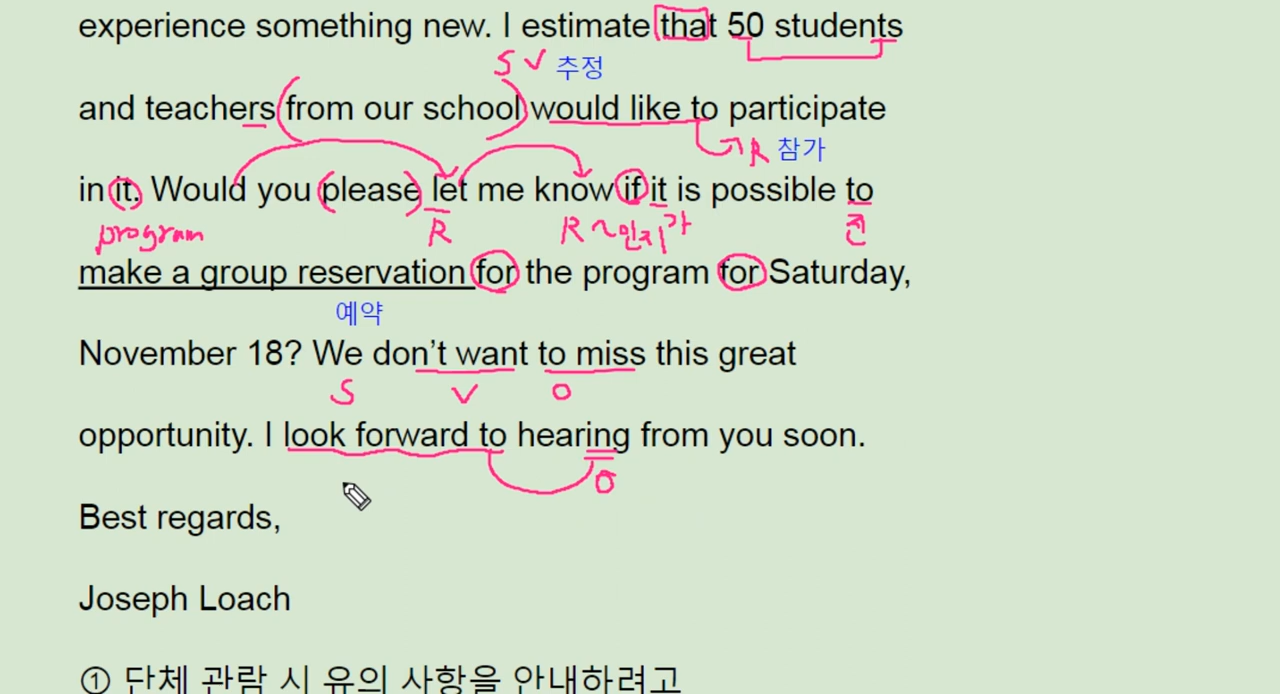 experience something new. I estimate that 50 students
S V 추정
and teachers from our school would like to participate
R 참가
in it. Would you please let me know if it is possible to
program R R ~인지가 진
make a group reservation for the program for Saturday,
예약
November 18? We don't want to miss this great
S V O
opportunity. I look forward to hearing from you soon.
O
Best regards,
Joseph Loach
① 단체 관람 시 유의 사항을 안내하려고